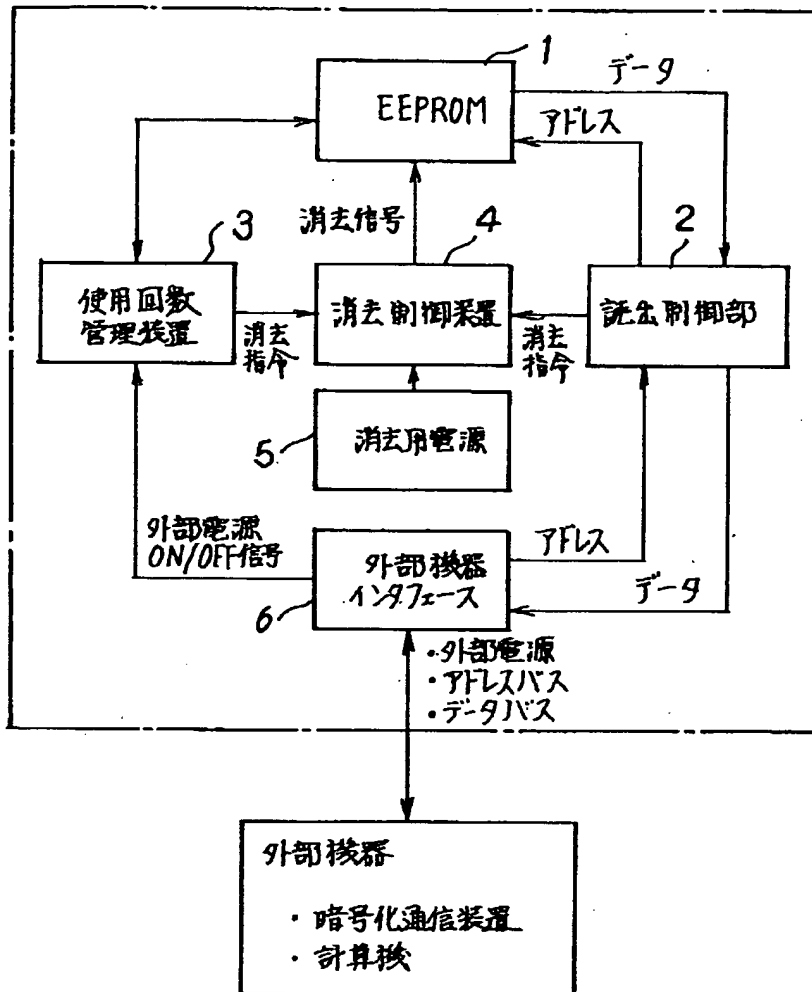 1
EEPROM
データ
アドレス
消去信号
3
使用回数
管理装置
消去
指令
4
消去制御装置
消去
指令
2
読出制御部
5
消去用電源
外部電源
ON/OFF信号
6
外部機器
インタフェース
アドレス
データ
・外部電源
・アドレスバス
・データバス
外部機器
・暗号化通信装置
・計算機